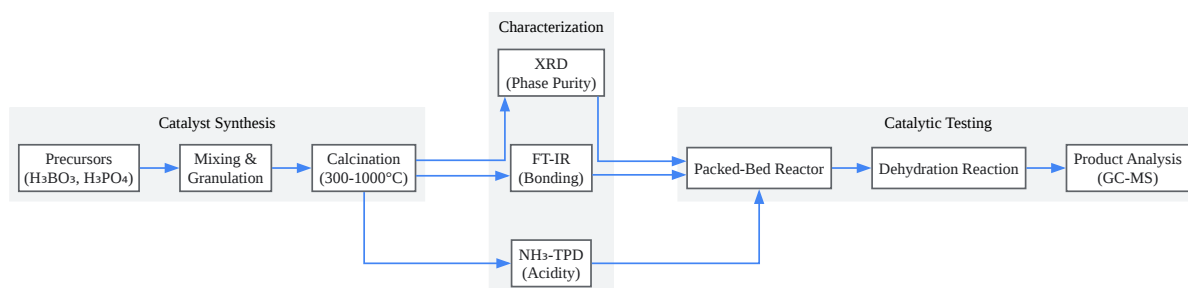 Catalyst Synthesis
Precursors
(H₃BO₃, H₃PO₄)
Mixing &
Granulation
Calcination
(300-1000°C)
Characterization
XRD
(Phase Purity)
FT-IR
(Bonding)
NH₃-TPD
(Acidity)
Catalytic Testing
Packed-Bed Reactor
Dehydration Reaction
Product Analysis
(GC-MS)